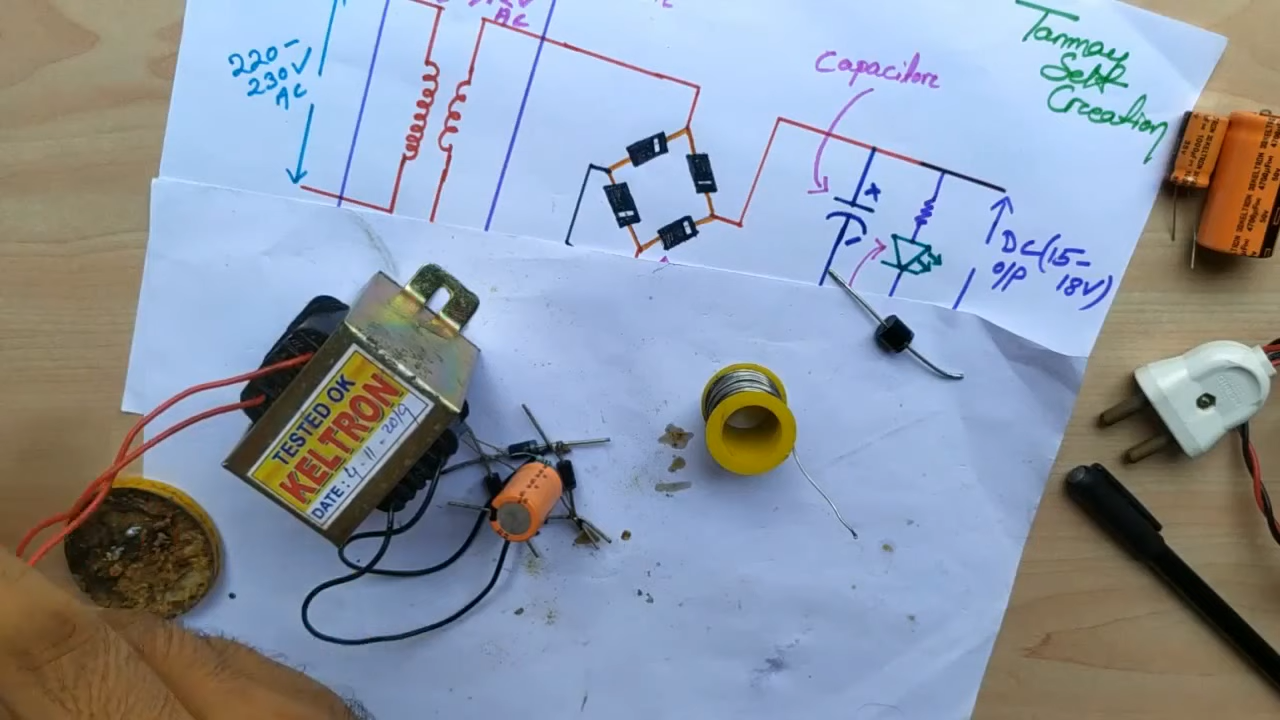 AC
Tanmay
Self
Creation
220-
230V
AC
Capacitore
+
-
DC(15-
O/P 18V)
TESTED OK
KELTRON
DATE: 4.11.2019